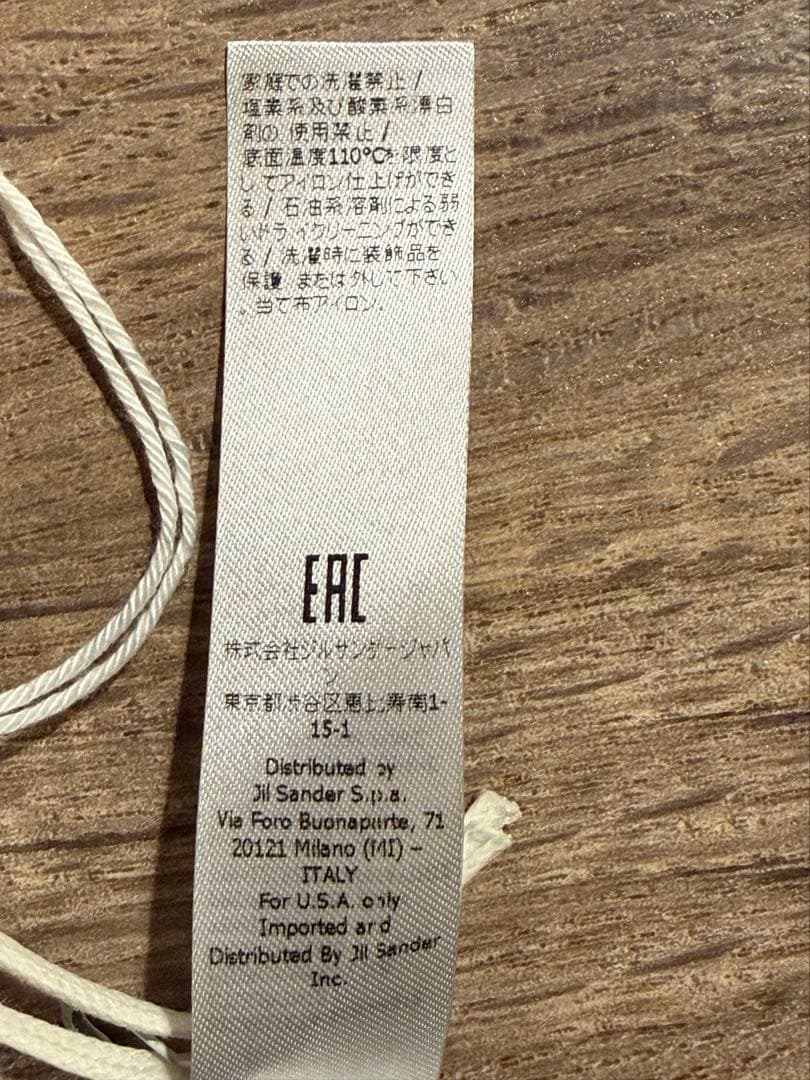 家庭での洗濯禁止 /
塩素系及び酸素系漂白
剤の 使用禁止 /
底面温度110℃を限度と
してアイロン仕上げができ
る / 石油系溶剤による弱
いドライクリーニングができ
る / 洗濯時に装飾品を
保護 または外して下さい
。当て布アイロン.
EAC
株式会社ジルサンダージャパ
ン
東京都渋谷区恵比寿南1-
15-1
Distributed by
Jil Sander S.p.a.
Via Foro Buonaparte, 71
20121 Milano (MI) –
ITALY
For U.S.A. only
Imported and
Distributed By Jil Sander
Inc.